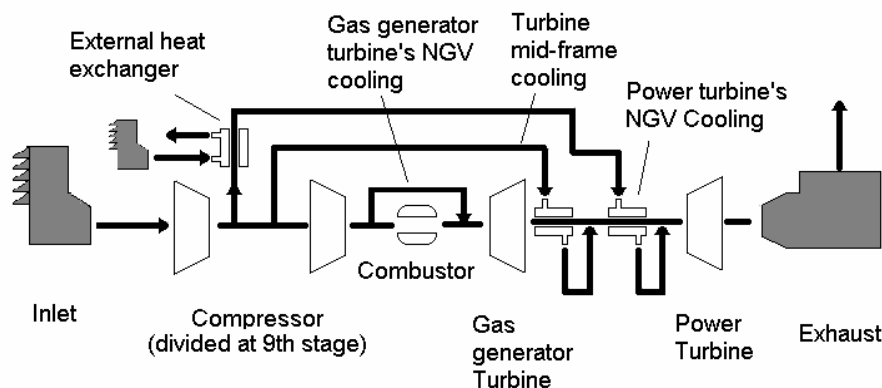 External heat
exchanger
Gas generator
turbine's NGV
cooling
Turbine
mid-frame
cooling
Power turbine's
NGV Cooling
Combustor
Inlet
Compressor
(divided at 9th stage)
Gas
generator
Turbine
Power
Turbine
Exhaust